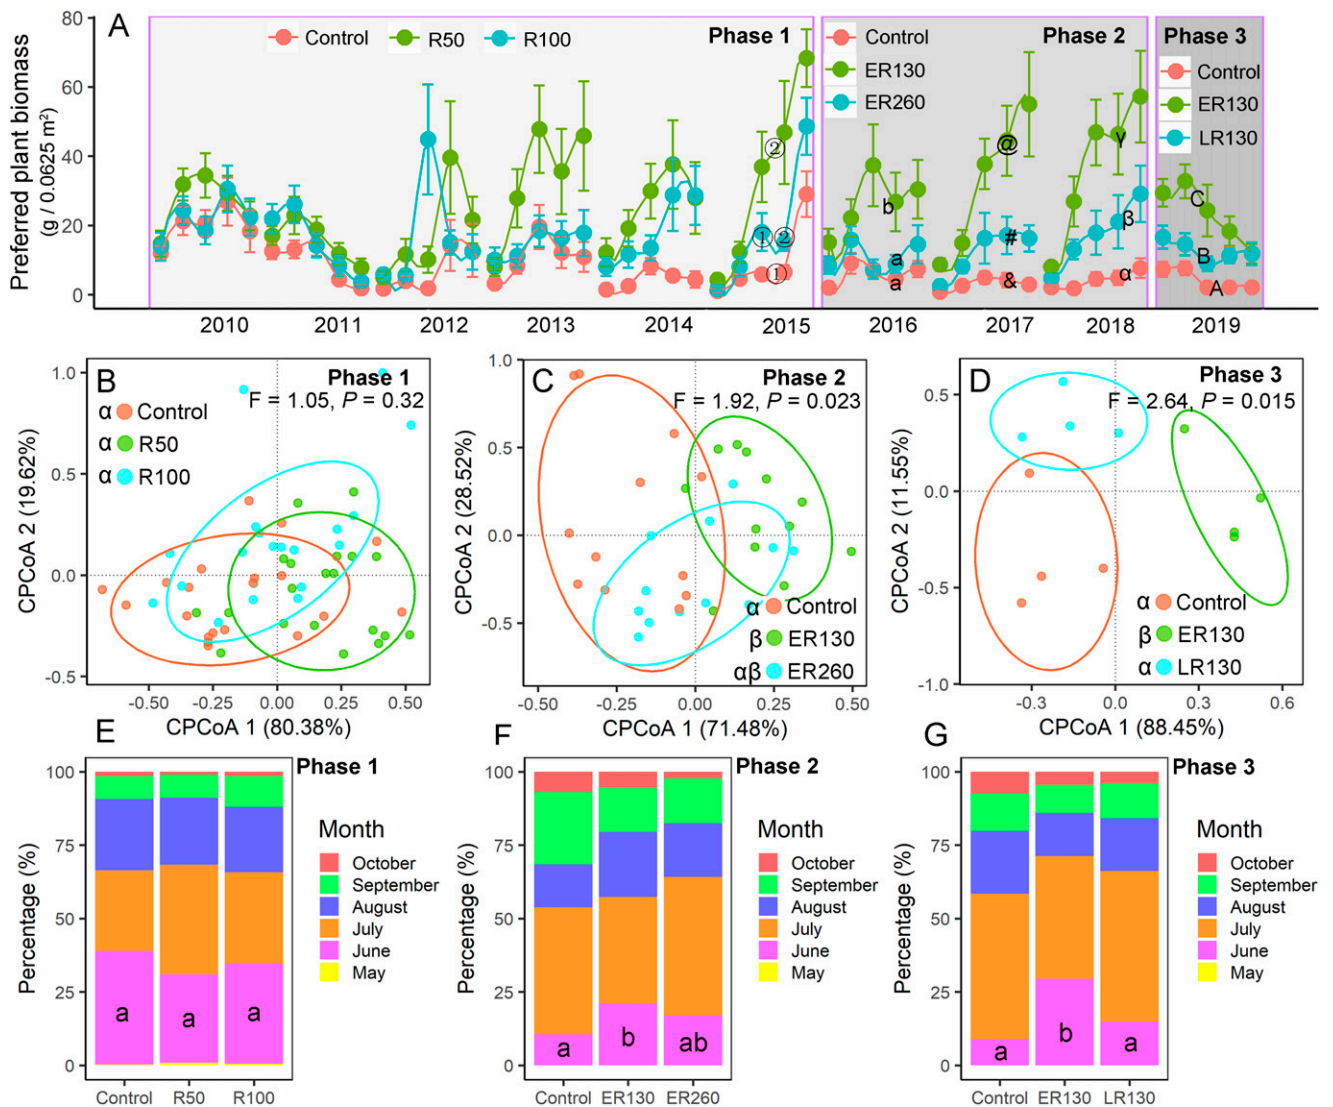 A
Preferred plant biomass
(g / 0.0625 m²)
80
60
40
20
0
Control R50 R100
Phase 1
Control
ER130
ER260
Phase 2
Phase 3
Control
ER130
LR130
① ② ① ② ①
b a a
@ # &
γ β α
C B A
2010 2011 2012 2013 2014 2015 2016 2017 2018 2019
B
Phase 1
F = 1.05, P = 0.32
α Control
α R50
α R100
CPCoA 2 (19.62%)
1.0
0.5
0.0
-0.5
-0.50 -0.25 0.00 0.25 0.50
CPCoA 1 (80.38%)
C
Phase 2
F = 1.92, P = 0.023
CPCoA 2 (28.52%)
1.0
0.5
0.0
-0.5
α Control
β ER130
αβ ER260
-0.50 -0.25 0.00 0.25 0.50
CPCoA 1 (71.48%)
D
Phase 3
F = 2.64, P = 0.015
CPCoA 2 (11.55%)
0.5
0.0
-0.5
-1.0
α Control
β ER130
α LR130
-0.3 0.0 0.3 0.6
CPCoA 1 (88.45%)
E
Phase 1
Percentage (%)
100
75
50
25
0
a a a
Control R50 R100
Month
October
September
August
July
June
May
F
Phase 2
Percentage (%)
100
75
50
25
0
a b ab
Control ER130 ER260
Month
October
September
August
July
June
May
G
Phase 3
Percentage (%)
100
75
50
25
0
a b a
Control ER130 LR130
Month
October
September
August
July
June
May